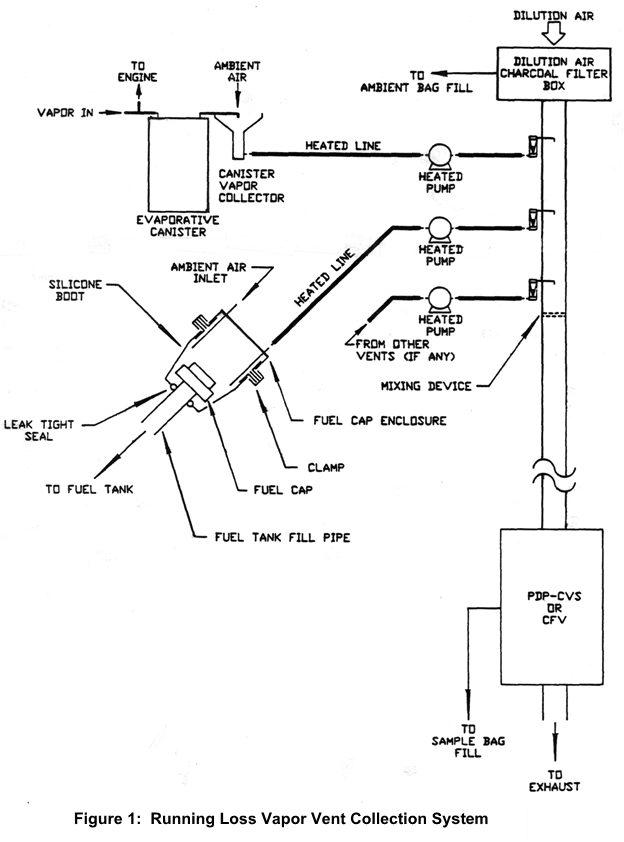 DILUTION AIR
DILUTION AIR
CHARCOAL FILTER
BOX
TO
AMBIENT BAG FILL
TO
ENGINE
AMBIENT
AIR
VAPOR IN
HEATED LINE
HEATED
PUMP
CANISTER
VAPOR
COLLECTOR
EVAPORATIVE
CANISTER
HEATED
PUMP
AMBIENT AIR
INLET
HEATED LINE
SILICONE
BOOT
HEATED
PUMP
FROM OTHER
VENTS (IF ANY)
MIXING DEVICE
LEAK TIGHT
SEAL
FUEL CAP ENCLOSURE
CLAMP
TO FUEL TANK
FUEL CAP
FUEL TANK FILL PIPE
PDP-CVS
OR
CFV
TO
SAMPLE BAG
FILL
TO
EXHAUST
Figure 1: Running Loss Vapor Vent Collection System